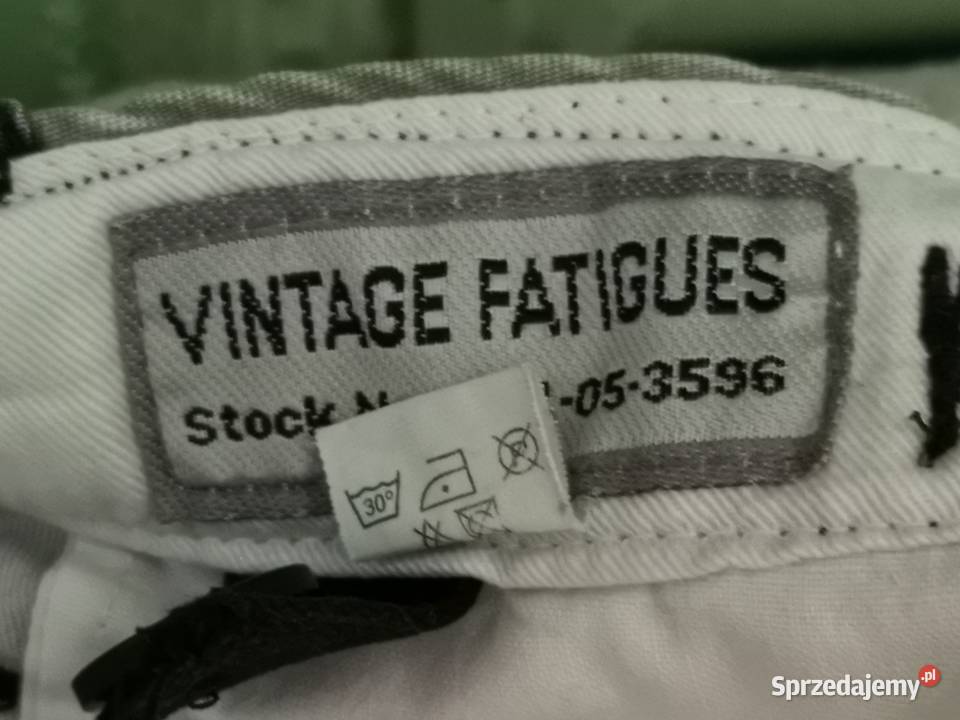 VINTAGE FATIGUES
Stock -05-3596
30°
P
Sprzedajemy.pl